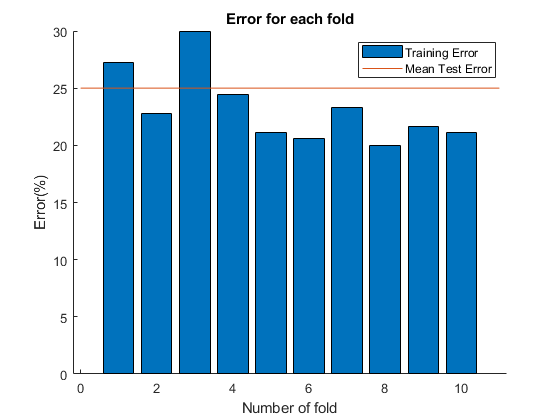 Error for each fold
Training Error
Mean Test Error
30
25
20
15
10
5
0
Error(%)
0 2 4 6 8 10
Number of fold